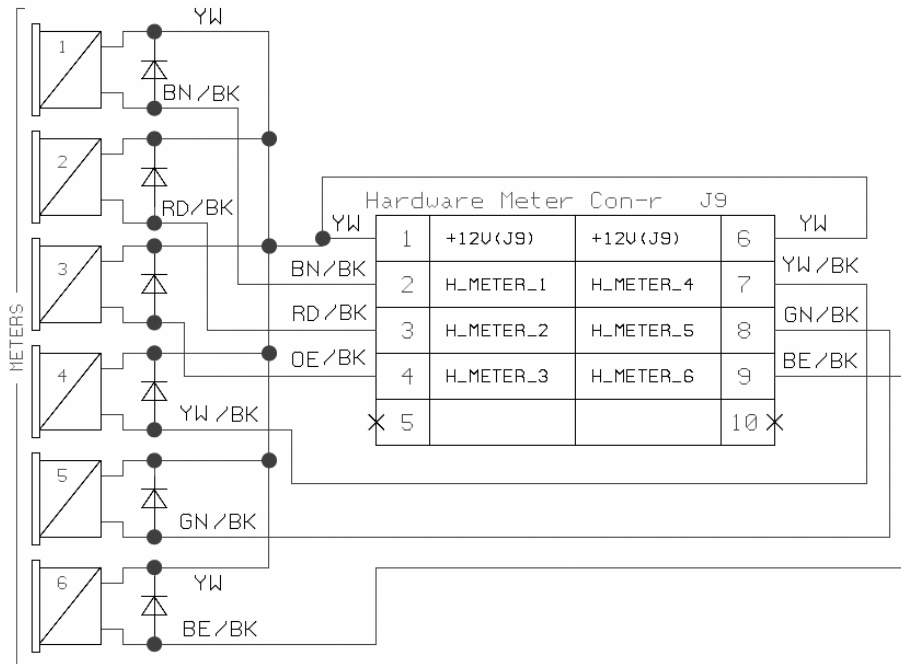 YW
1
BN/BK
2
RD/BK
Hardware Meter Con-r J9
YW
1 +12V(J9) +12V(J9) 6
YW
3
BN/BK
2 H_METER_1 H_METER_4 7
YW/BK
RD/BK
3 H_METER_2 H_METER_5 8
GN/BK
METERS
4
OE/BK
4 H_METER_3 H_METER_6 9
BE/BK
YW/BK
5 10
5
GN/BK
6
YW
BE/BK